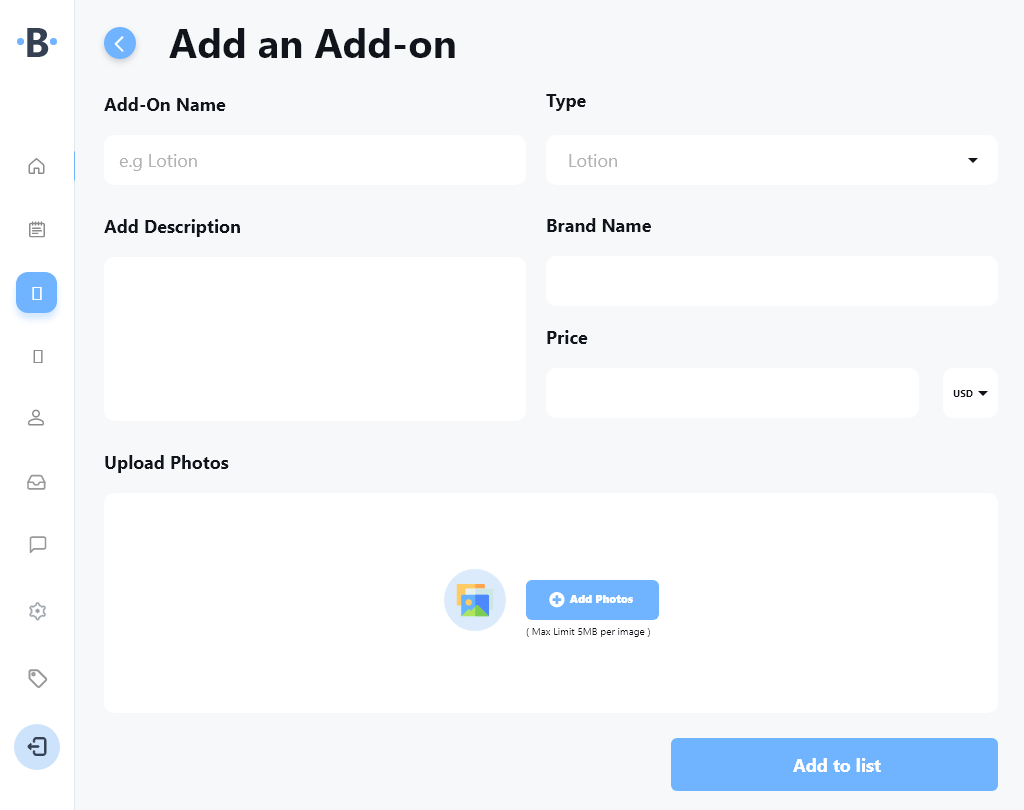 B
Add an Add-on
Add-On Name
Type
e.g Lotion
Lotion
Add Description
Brand Name
Price
USD
Upload Photos
Add Photos
( Max Limit 5MB per image )
Add to list